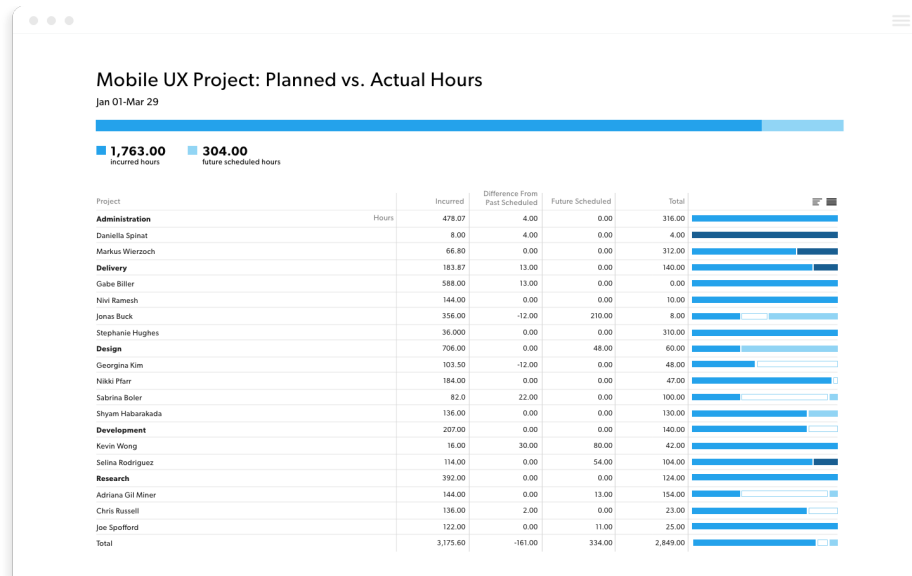 Mobile UX Project: Planned vs. Actual Hours
Jan 01-Mar 29
1,763.00 304.00
incurred hours future scheduled hours
Project Incurred Difference From Past Scheduled Future Scheduled Total
Administration Hours 478.07 4.00 0.00 316.00
Daniella Spinat 8.00 4.00 0.00 4.00
Markus Wierzoch 66.80 0.00 0.00 312.00
Delivery 183.87 13.00 0.00 140.00
Gabe Biller 588.00 13.00 0.00 0.00
Nivi Ramesh 144.00 0.00 0.00 10.00
Jonas Buck 356.00 -12.00 210.00 8.00
Stephanie Hughes 36.000 0.00 0.00 310.00
Design 706.00 0.00 48.00 60.00
Georgina Kim 103.50 -12.00 0.00 48.00
Nikki Pfarr 184.00 0.00 0.00 47.00
Sabrina Boler 82.0 22.00 0.00 100.00
Shyam Habarakada 136.00 0.00 0.00 130.00
Development 207.00 0.00 0.00 140.00
Kevin Wong 16.00 30.00 80.00 42.00
Selina Rodriguez 114.00 0.00 54.00 104.00
Research 392.00 0.00 0.00 124.00
Adriana Gil Miner 144.00 0.00 13.00 154.00
Chris Russell 136.00 2.00 0.00 23.00
Joe Spofford 122.00 0.00 11.00 25.00
Total 3,175.60 -161.00 334.00 2,849.00